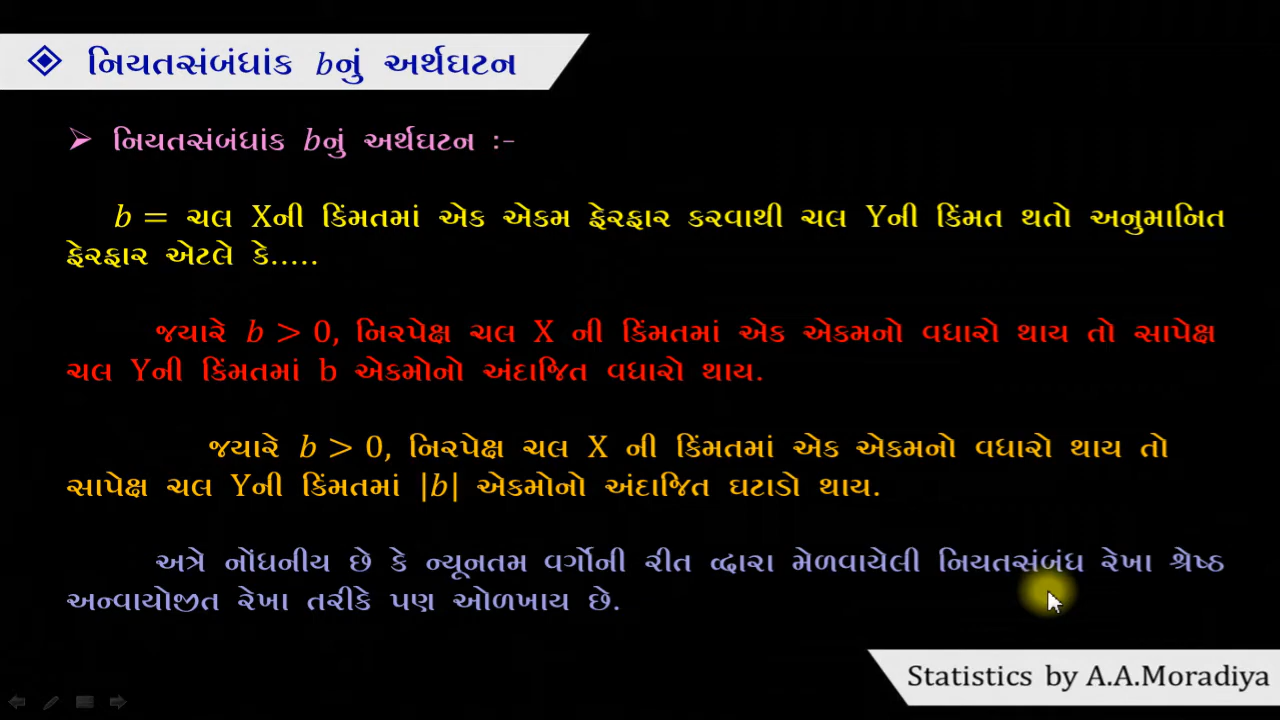 નિયતસંબંધાંક bનું અર્થઘટન
નિયતસંબંધાંક bનું અર્થઘટન :-
b = ચલ Xની કિંમતમાં એક એકમ ફેરફાર કરવાથી ચલ Yની કિંમત થતો અનુમાનિત
ફેરફાર એટલે કે.....
જ્યારે b > 0, નિરપેક્ષ ચલ X ની કિંમતમાં એક એકમનો વધારો થાય તો સાપેક્ષ
ચલ Yની કિંમતમાં b એકમોનો અંદાજિત વધારો થાય.
જ્યારે b > 0, નિરપેક્ષ ચલ X ની કિંમતમાં એક એકમનો વધારો થાય તો
સાપેક્ષ ચલ Yની કિંમતમાં |b| એકમોનો અંદાજિત ઘટાડો થાય.
અત્રે નોંધનીય છે કે ન્યૂનતમ વર્ગોની રીત દ્વારા મેળવાયેલી નિયતસંબંધ રેખા શ્રેષ્ઠ
અન્વાયોજીત રેખા તરીકે પણ ઓળખાય છે.
Statistics by A.A.Moradiya